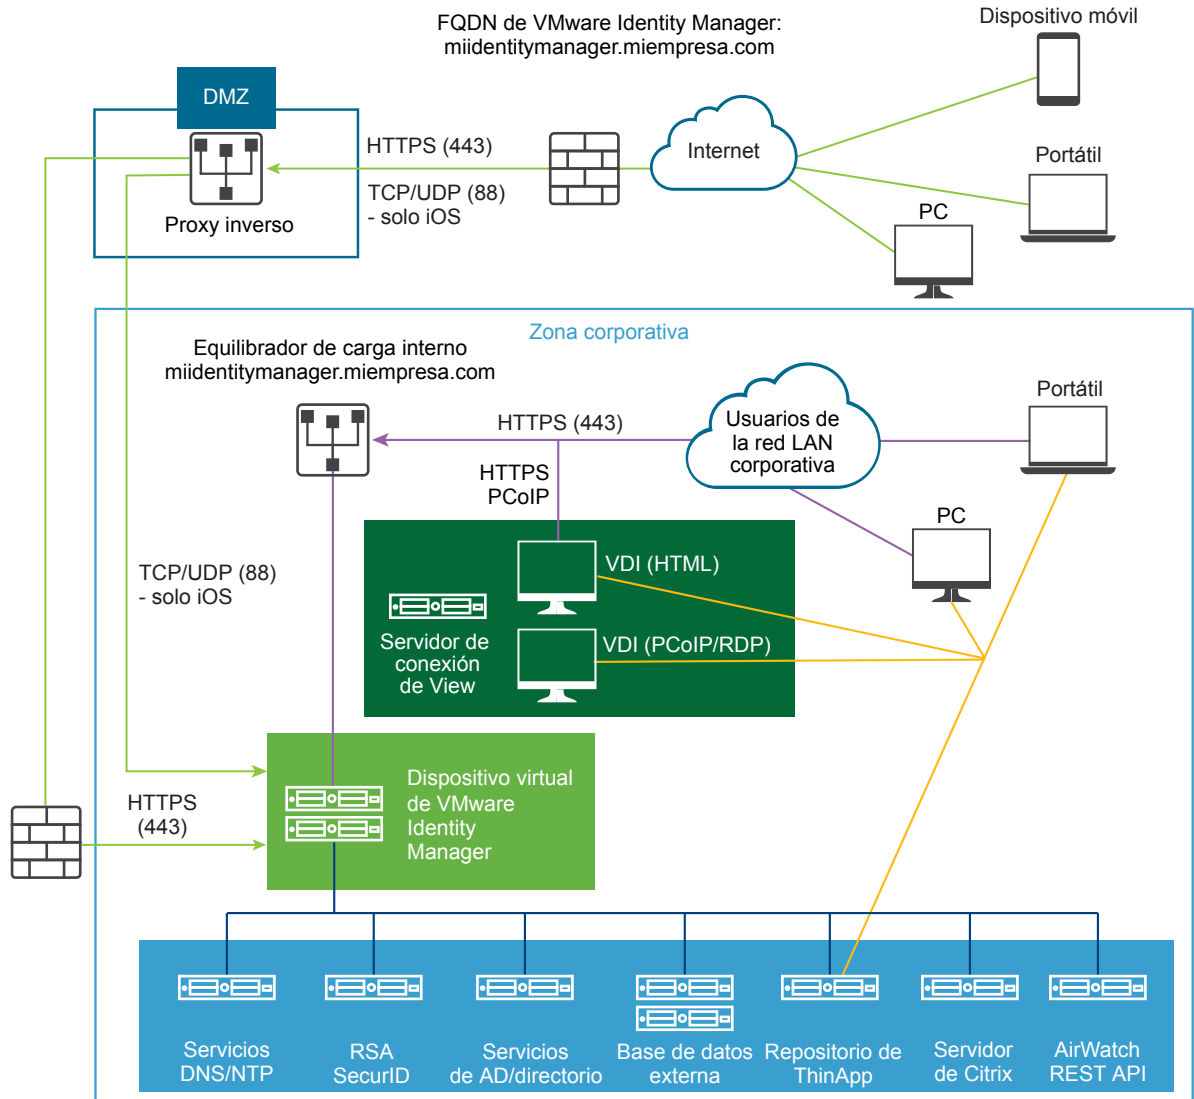 FQDN de VMware Identity Manager:
miidentitymanager.miempresa.com
Dispositivo móvil
DMZ
HTTPS (443)
Internet
Portátil
TCP/UDP (88)
- solo iOS
Proxy inverso
PC
Zona corporativa
Equilibrador de carga interno
miidentitymanager.miempresa.com
Portátil
HTTPS (443)
Usuarios de
la red LAN
corporativa
HTTPS
PCoIP
PC
VDI (HTML)
TCP/UDP (88)
- solo iOS
Servidor de
conexión
de View
VDI (PCoIP/RDP)
Dispositivo virtual
de VMware
Identity
Manager
HTTPS
(443)
Servicios
DNS/NTP
RSA
SecurID
Servicios
de AD/directorio
Base de datos
externa
Repositorio de
ThinApp
Servidor
de Citrix
AirWatch
REST API